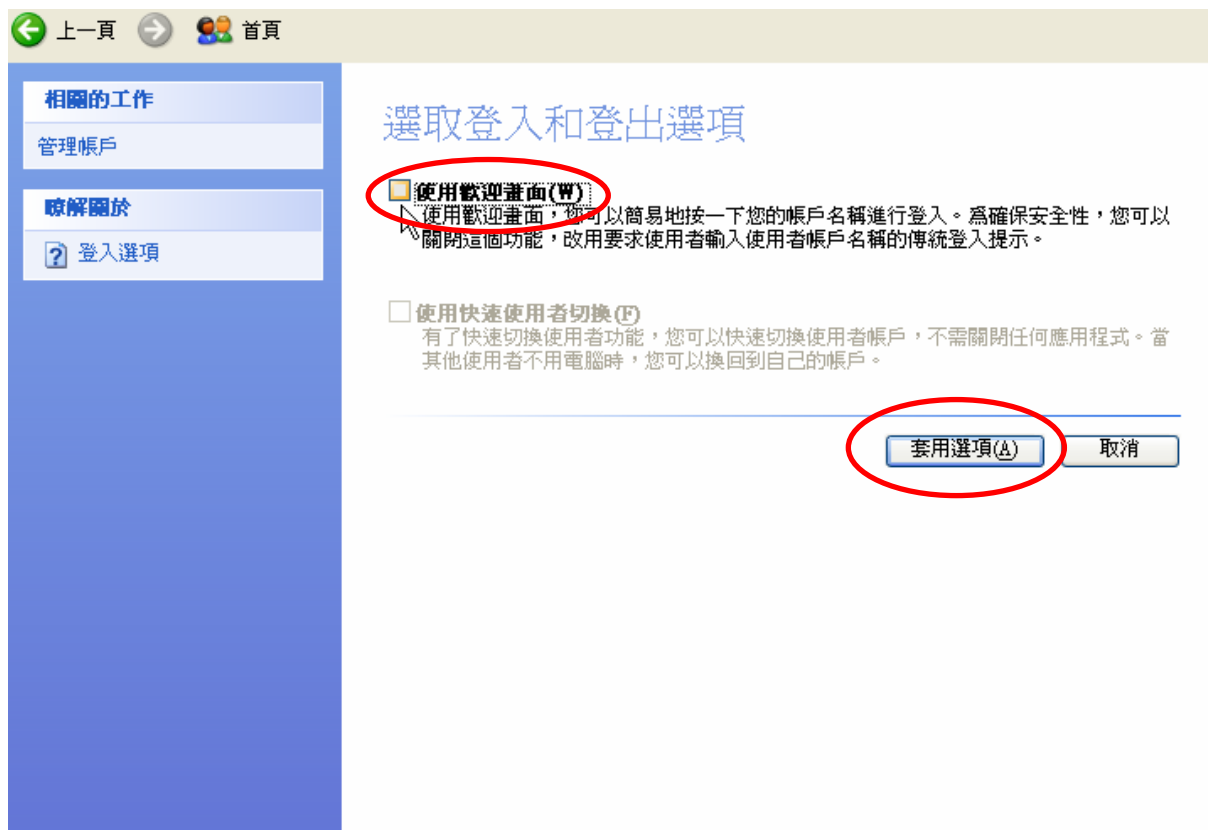 上一頁 首頁
相關的工作
管理帳戶
瞭解關於
登入選項
選取登入和登出選項
使用歡迎畫面(W)
使用歡迎畫面，您可以簡易地按一下您的帳戶名稱進行登入。為確保安全性，您可以
關閉這個功能，改用要求使用者輸入使用者帳戶名稱的傳統登入提示。
使用快速使用者切換(F)
有了快速切換使用者功能，您可以快速切換使用者帳戶，不需關閉任何應用程式。當
其他使用者不用電腦時，您可以換回到自己的帳戶。
套用選項(A) 取消